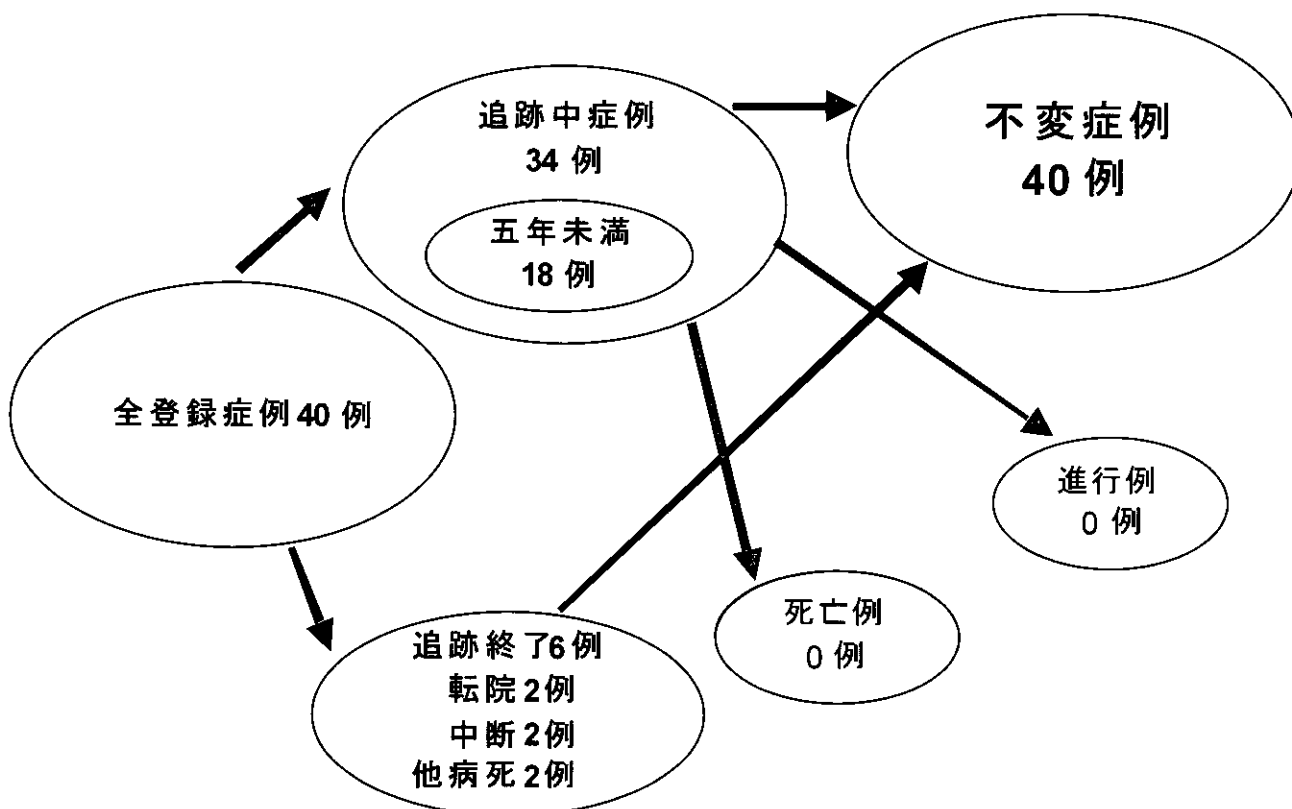 追跡中症例
34 例
五年未満
18 例
不変症例
40 例
全登録症例 40 例
進行例
0 例
死亡例
0 例
追跡終了6例
転院 2例
中断 2例
他病死 2例